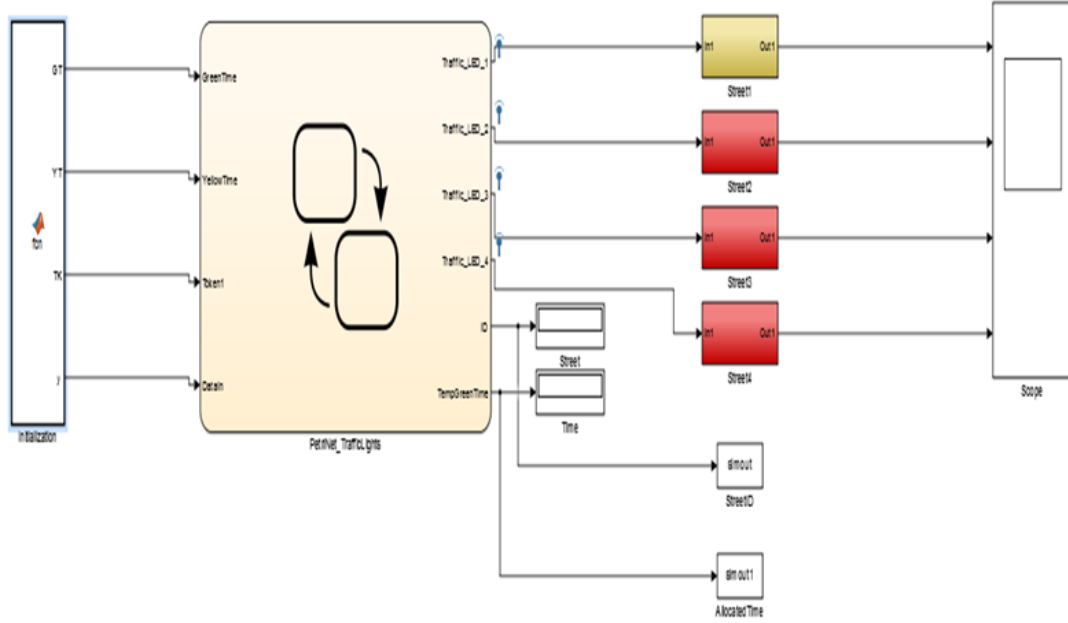 GT
YT
TK
y
fcn
Initialization
GreenTime
YellowTime
Token1
DataIn
Traffic_LED_1
Traffic_LED_2
Traffic_LED_3
Traffic_LED_4
ID
TempGreenTime
PetriNet_TrafficLights
Street
Time
In1 Out1
Street1
In1 Out1
Street2
In1 Out1
Street3
In1 Out1
Street4
simout
StreetID
simout1
AllocatedTime
Scope